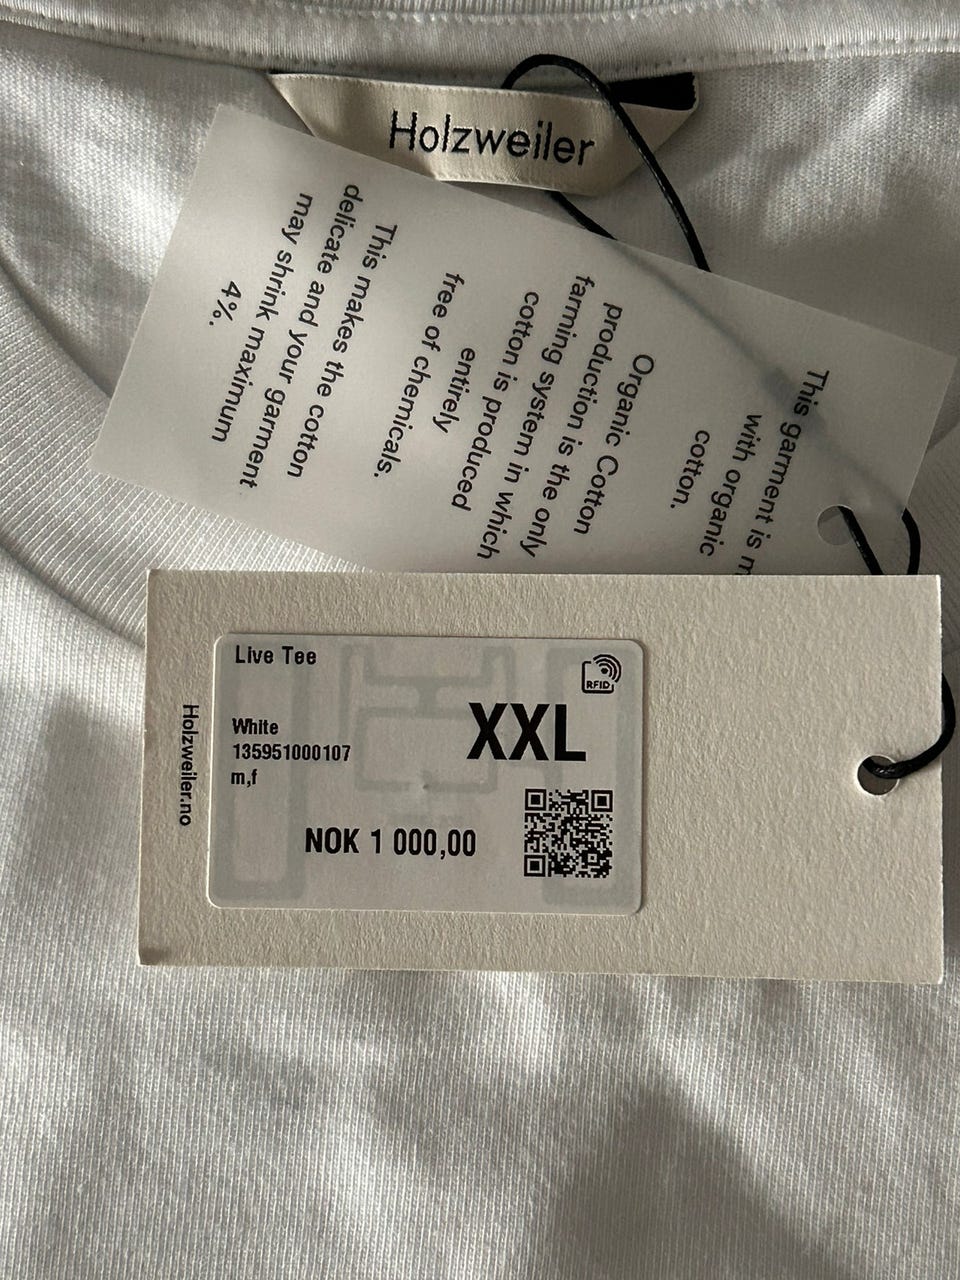 Holzweiler
This garment is m
with organic
cotton.
Organic Cotton
production is the only
farming system in which
cotton is produced
entirely
free of chemicals.
This makes the cotton
delicate and your garment
may shrink maximum
4%.
Holzweiler.no
Live Tee
RFID
White
135951000107
m,f
XXL
NOK 1 000,00